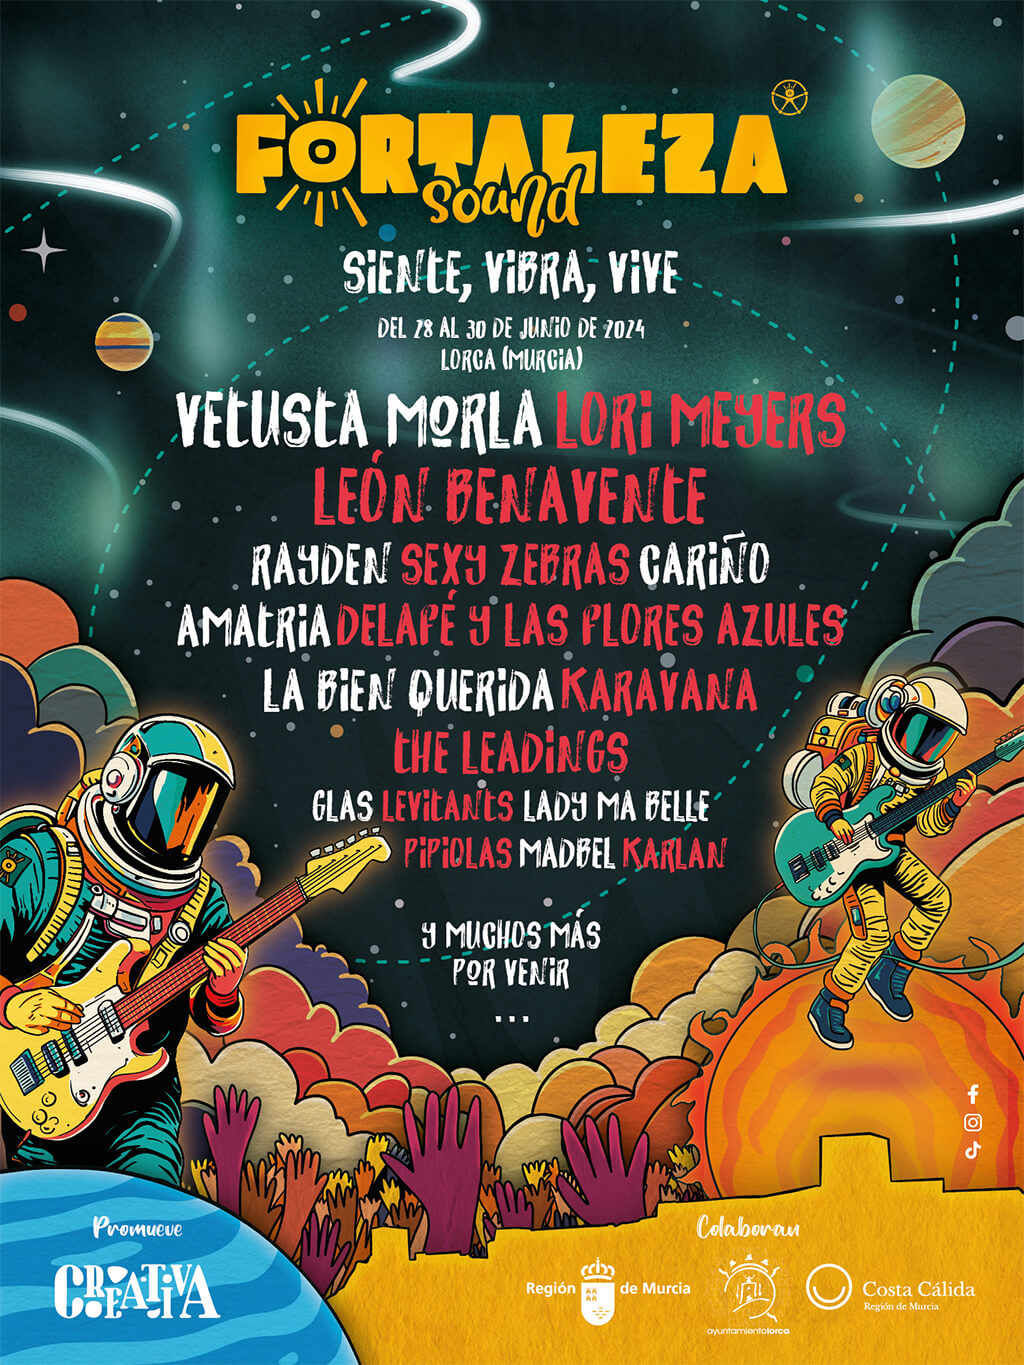 FORTALEZA
sound
SIENTE, VIBRA, VIVE
DEL 28 AL 30 DE JUNIO DE 2024
LORCA (MURCIA)
VETUSTA MORLA LORI MEYERS
LEÓN BENAVENTE
RAYDEN SEXY ZEBRAS CARIÑO
AMATRIA DELAPÉ Y LAS FLORES AZULES
LA BIEN QUERIDA KARAVANA
THE LEADINGS
GLAS LEVITANTS LADY MA BELLE
PIPIOLAS MADBEL KARLAN
Y MUCHOS MÁS
POR VENIR
...
Promueve
CREATIVA
Colaboran
Región de Murcia
ayuntamientolorca
Costa Cálida
Región de Murcia